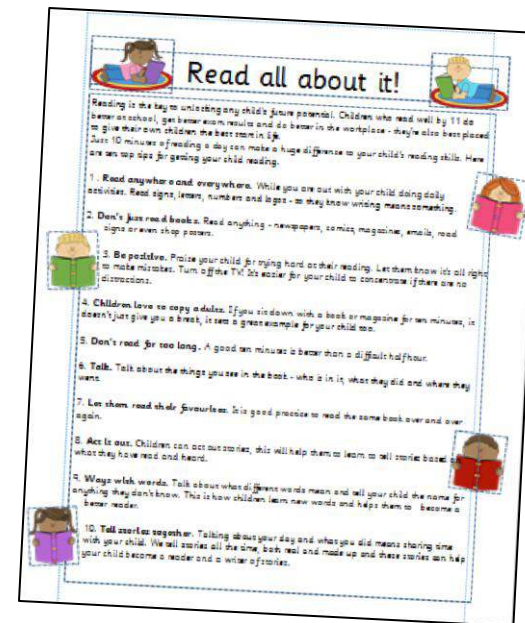 Read all about it!
Reading is the key to unlocking any child's future potential. Children who read well by 11 do
better at school, get better exam results and do better in the workplace - they're also best placed
to give their own children the best start in life.
Just 10 minutes of reading a day can make a huge difference to your child's reading skills. Here
are ten top tips for getting your child reading.
1. Read anywhere and everywhere. While you are out with your child doing daily
activities. Read signs, letters, numbers and logos - so they know writing means something.
2. Don't just read books. Read anything - newspapers, comics, magazines, emails, road
signs or even shop posters.
3. Be positive. Praise your child for trying hard at their reading. Let them know it's all right
to make mistakes. Turn off the TV! It's easier for your child to concentrate if there are no
distractions.
4. Children love to copy adults. If you sit down with a book or magazine for ten minutes, it
doesn't just give you a break, it sets a great example for your child too.
5. Don't read for too long. A good ten minutes is better than a difficult half hour.
6. Talk. Talk about the things you see in the book - who is in it, what they did and where they
went.
7. Let them read their favourites. It is good practise to read the same book over and over
again.
8. Act it out. Children can act out stories, this will help them to learn to tell stories based
what they have read and heard.
9. Ways with words. Talk about what different words mean and tell your child the name for
anything they don't know. This is how children learn new words and helps them to become a
better reader.
10. Tell stories together. Talking about your day and what you did means sharing time
with your child. We tell stories all the time, both real and made up and these stories can help
your child become a reader and a writer of stories.